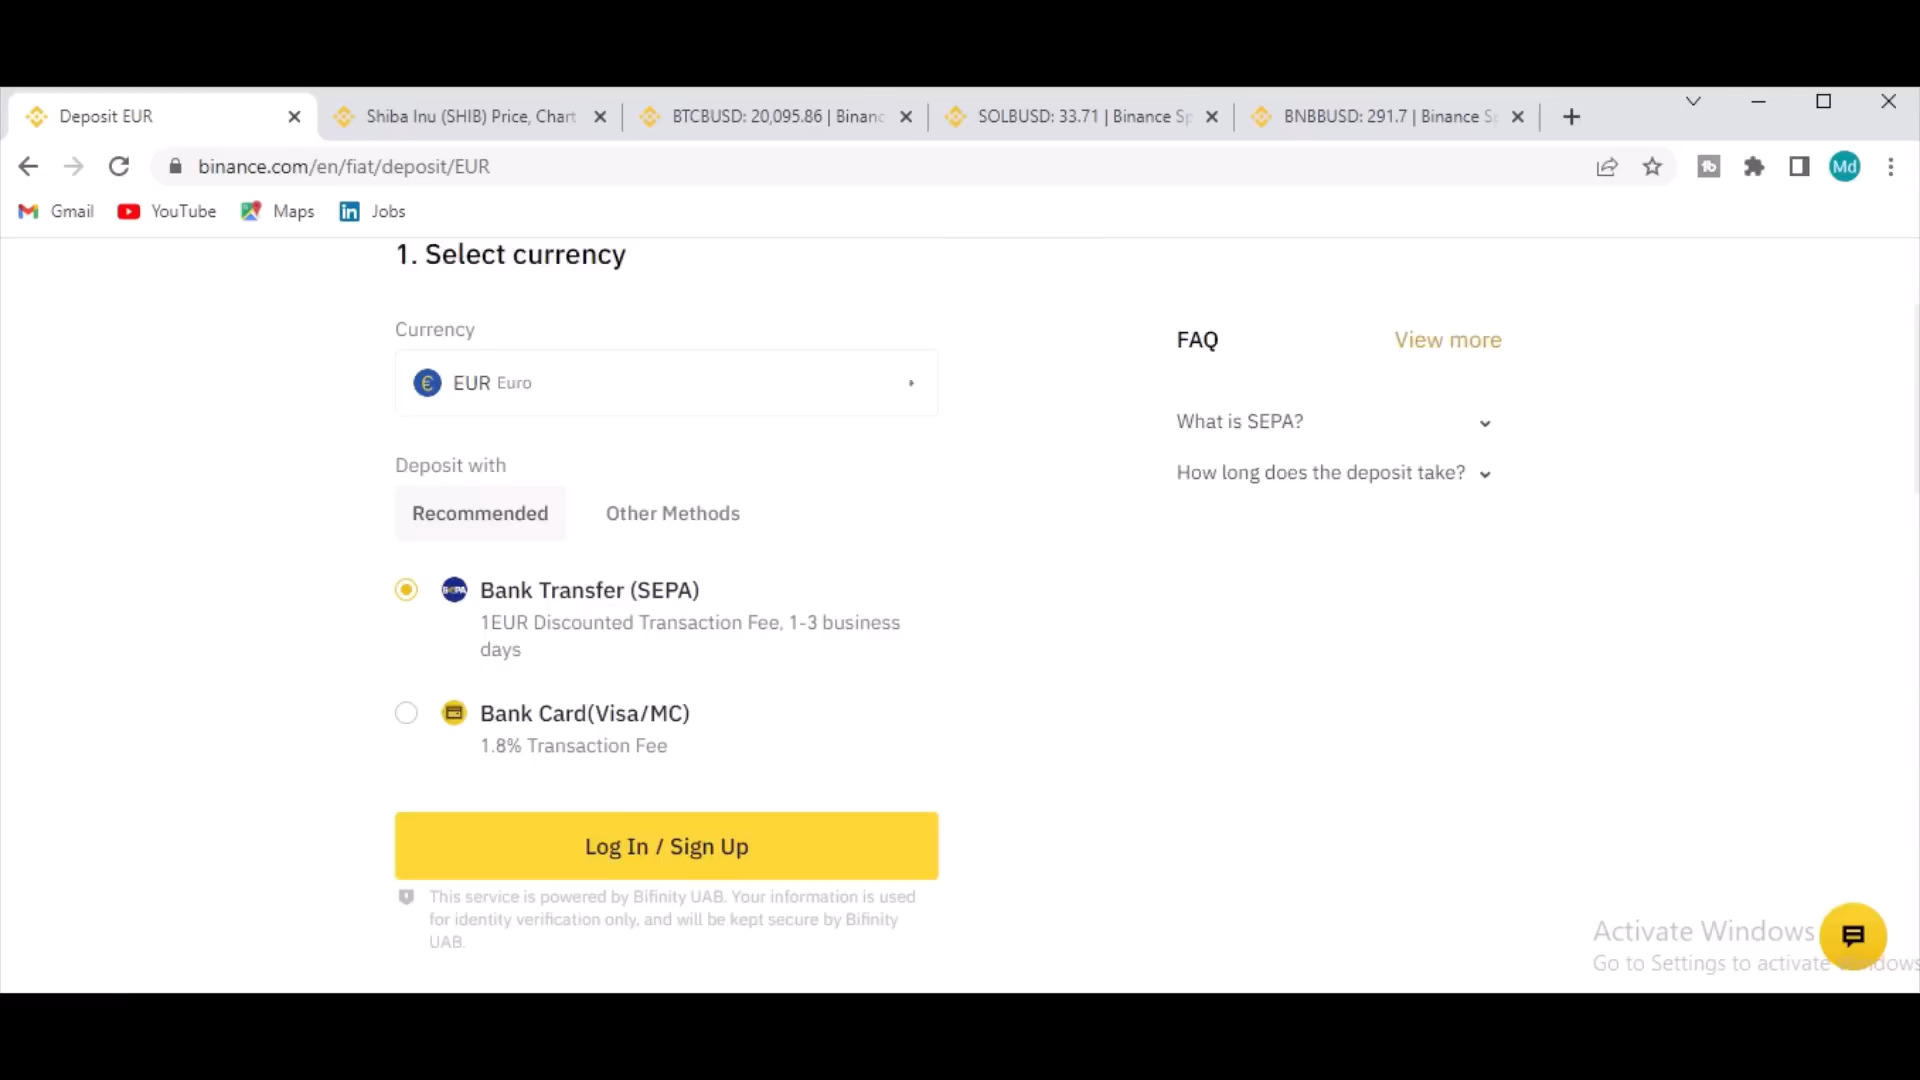 Deposit EUR
Shiba Inu (SHIB) Price, Chart
BTCBUSD: 20,095.86 | Binanc
SOLBUSD: 33.71 | Binance Sp
BNBBUSD: 291.7 | Binance S
binance.com/en/fiat/deposit/EUR
Md
Gmail
YouTube
Maps
Jobs
1. Select currency
Currency
EUR Euro
FAQ
View more
What is SEPA?
How long does the deposit take?
Deposit with
Recommended
Other Methods
Bank Transfer (SEPA)
1EUR Discounted Transaction Fee, 1-3 business
days
Bank Card(Visa/MC)
1.8% Transaction Fee
Log In / Sign Up
This service is powered by Bifinity UAB. Your information is used
for identity verification only, and will be kept secure by Bifinity
UAB.
Activate Windows
Go to Settings to activate